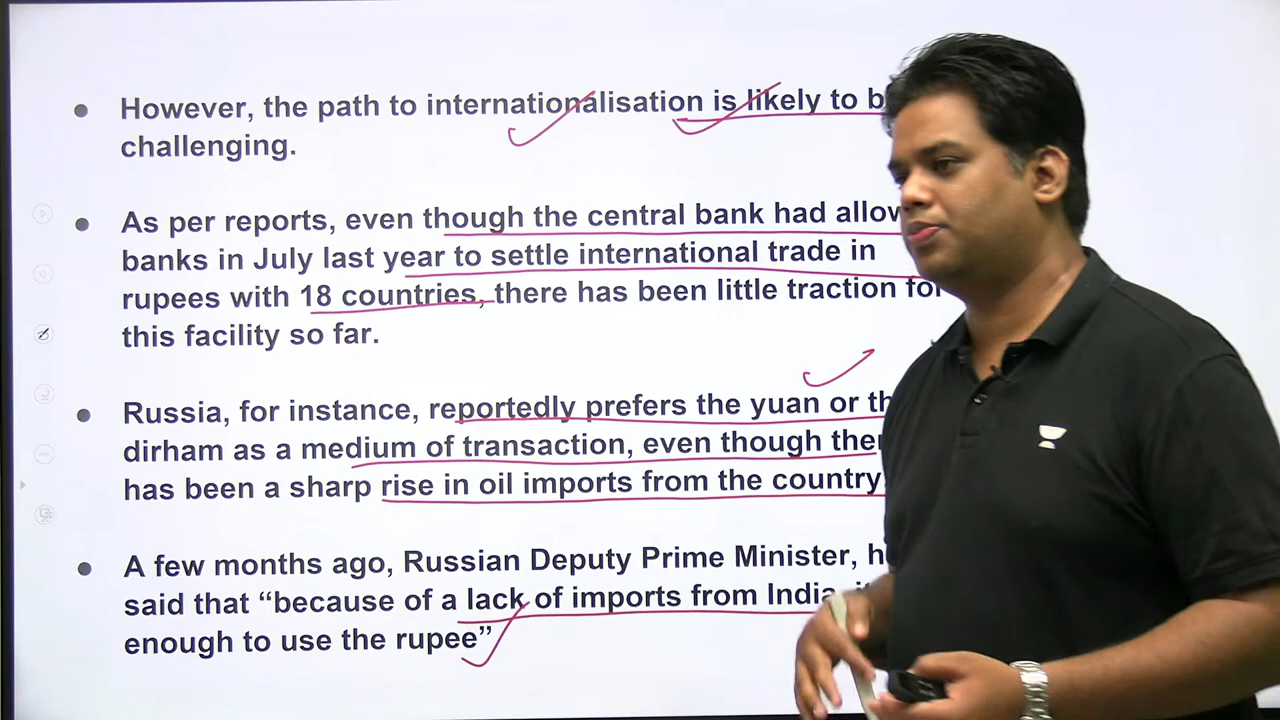 However, the path to internationalisation is likely to
challenging.
As per reports, even though the central bank had
banks in July last year to settle international trade in
rupees with 18 countries, there has been little traction for
this facility so far.
Russia, for instance, reportedly prefers the yuan or
dirham as a medium of transaction, even though
has been a sharp rise in oil imports from the country
A few months ago, Russian Deputy Prime Minister,
said that “because of a lack of imports from India,
enough to use the rupee”